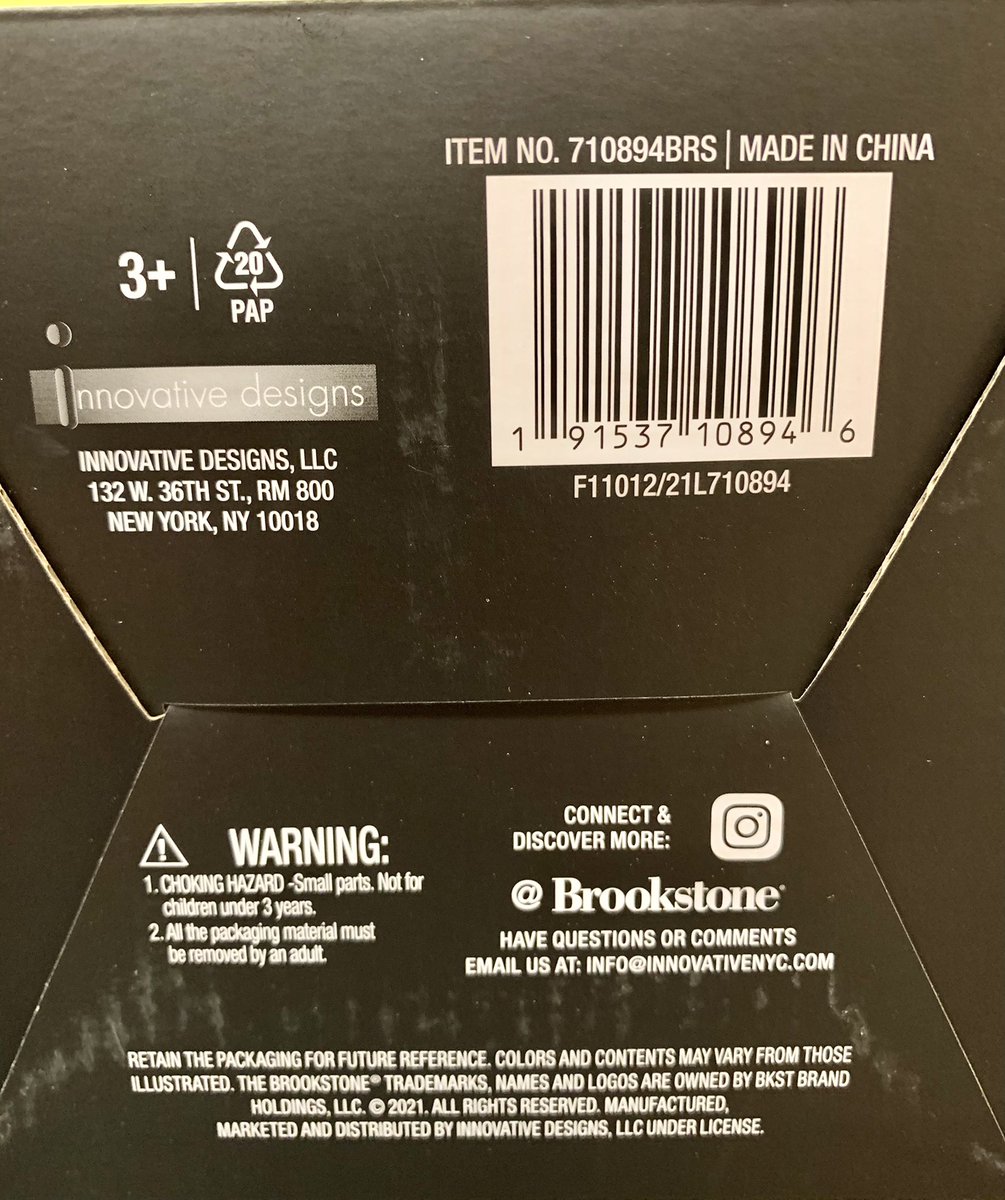 ITEM NO. 710894BRS | MADE IN CHINA
3+
20
PAP
innovative designs
1 91537 10894 6
F11012/21L710894
INNOVATIVE DESIGNS, LLC
132 W. 36TH ST., RM 800
NEW YORK, NY 10018
WARNING:
1. CHOKING HAZARD -Small parts. Not for
children under 3 years.
2. All the packaging material must
be removed by an adult.
CONNECT &
DISCOVER MORE:
@ Brookstone®
HAVE QUESTIONS OR COMMENTS
EMAIL US AT: INFO@INNOVATIVENYC.COM
RETAIN THE PACKAGING FOR FUTURE REFERENCE. COLORS AND CONTENTS MAY VARY FROM THOSE
ILLUSTRATED. THE BROOKSTONE® TRADEMARKS, NAMES AND LOGOS ARE OWNED BY BKST BRAND
HOLDINGS, LLC. © 2021. ALL RIGHTS RESERVED. MANUFACTURED,
MARKETED AND DISTRIBUTED BY INNOVATIVE DESIGNS, LLC UNDER LICENSE.